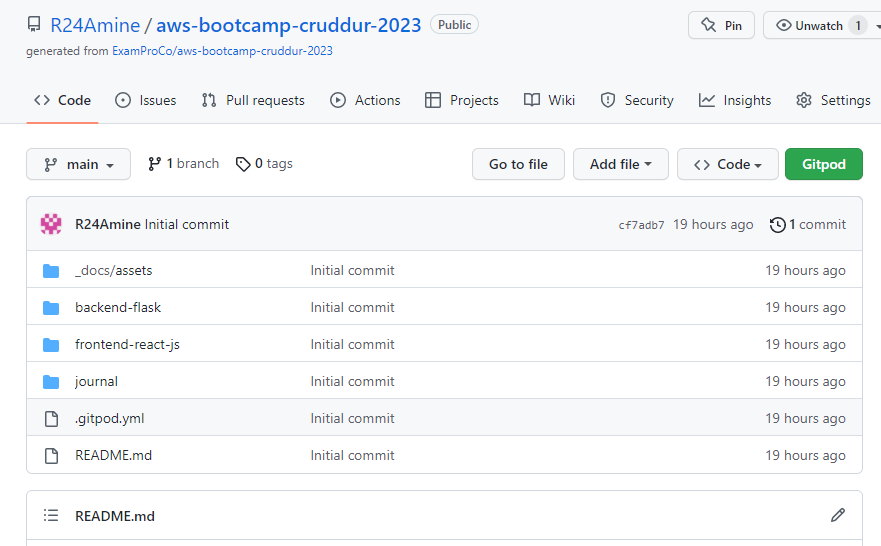 R24Amine / aws-bootcamp-cruddur-2023 Public Pin Unwatch 1
generated from ExamProCo/aws-bootcamp-cruddur-2023
Code Issues Pull requests Actions Projects Wiki Security Insights Settings
main 1 branch 0 tags Go to file Add file Code Gitpod
R24Amine Initial commit cf7adb7 19 hours ago 1 commit
_docs/assets Initial commit 19 hours ago
backend-flask Initial commit 19 hours ago
frontend-react-js Initial commit 19 hours ago
journal Initial commit 19 hours ago
.gitpod.yml Initial commit 19 hours ago
README.md Initial commit 19 hours ago
README.md